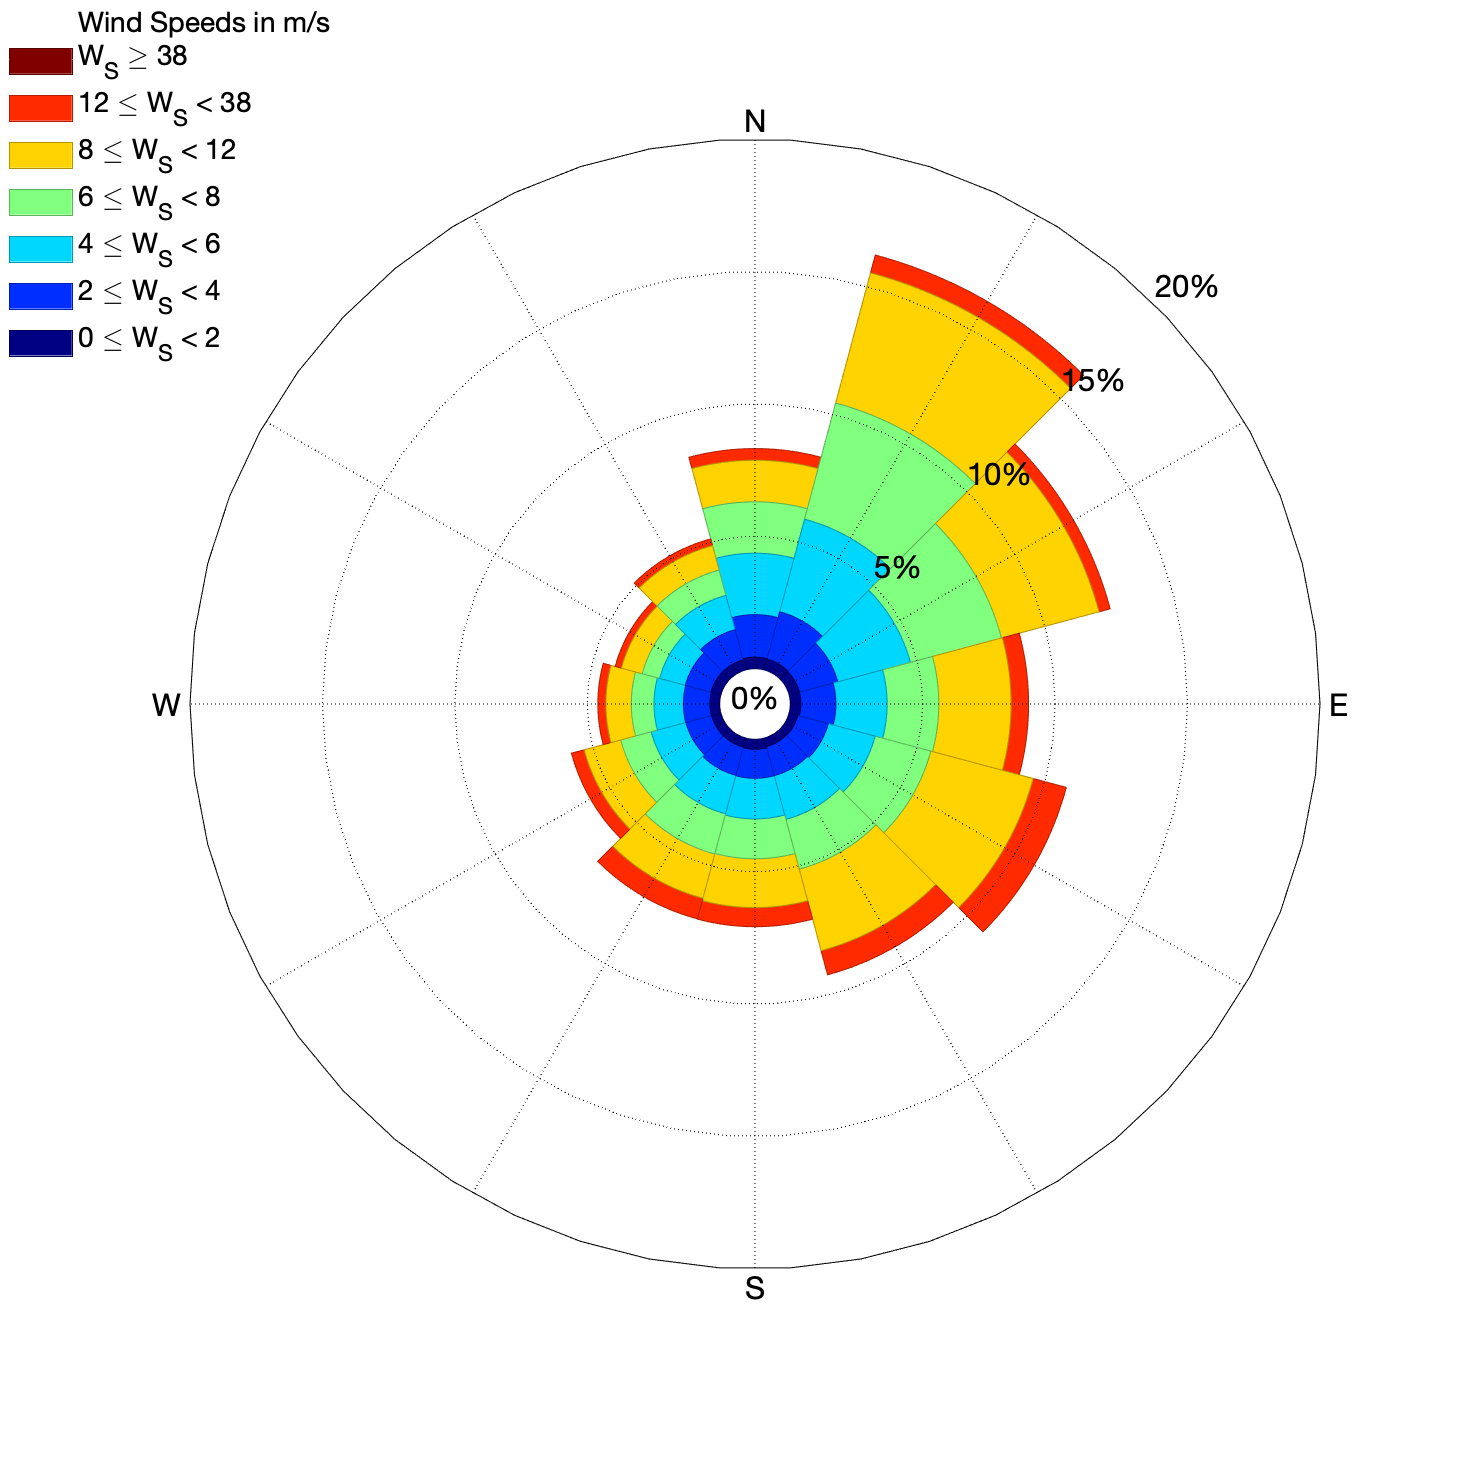 Wind Speeds in m/s
W_S ≥ 38
12 ≤ W_S < 38
8 ≤ W_S < 12
6 ≤ W_S < 8
4 ≤ W_S < 6
2 ≤ W_S < 4
0 ≤ W_S < 2
N
20%
15%
10%
5%
0%
W
E
S